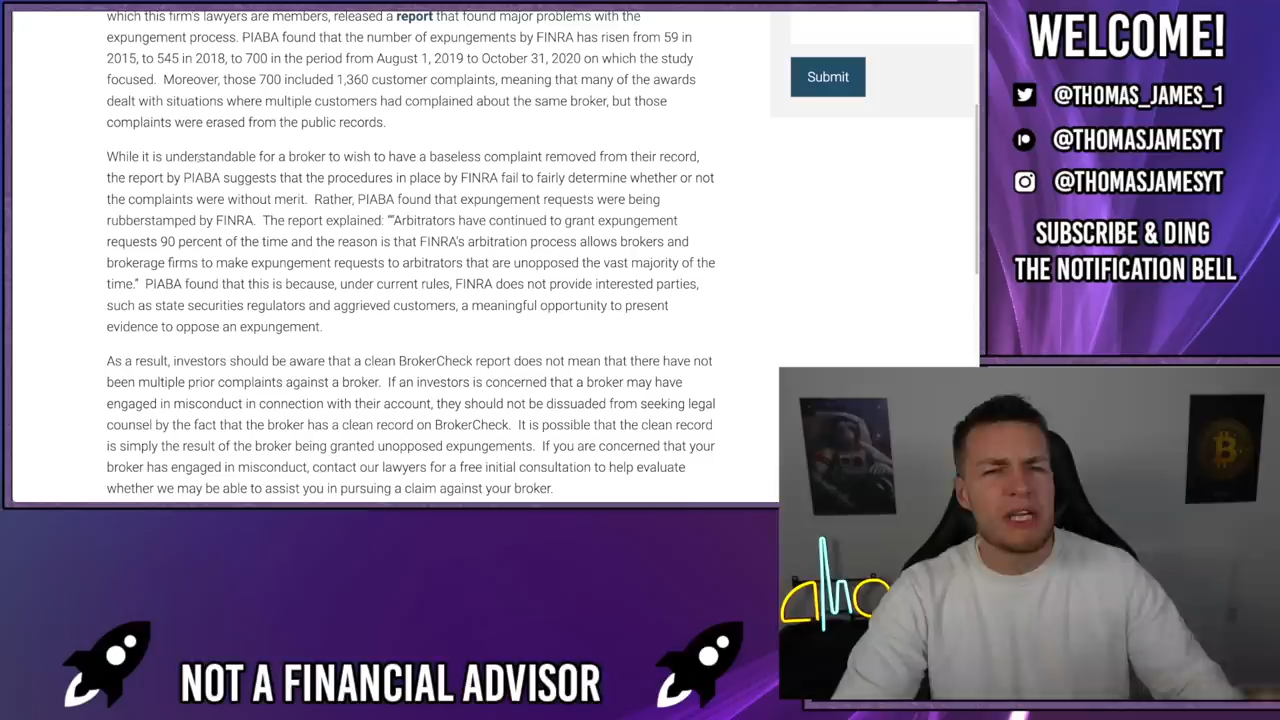 which this firm's lawyers are members, released a report that found major problems with the
expungement process. PIABA found that the number of expungements by FINRA has risen from 59 in
2015, to 545 in 2018, to 700 in the period from August 1, 2019 to October 31, 2020 on which the study
focused.  Moreover, those 700 included 1,360 customer complaints, meaning that many of the awards
dealt with situations where multiple customers had complained about the same broker, but those
complaints were erased from the public records.
While it is understandable for a broker to wish to have a baseless complaint removed from their record,
the report by PIABA suggests that the procedures in place by FINRA fail to fairly determine whether or not
the complaints were without merit.  Rather, PIABA found that expungement requests were being
rubberstamped by FINRA.  The report explained: "“Arbitrators have continued to grant expungement
requests 90 percent of the time and the reason is that FINRA's arbitration process allows brokers and
brokerage firms to make expungement requests to arbitrators that are unopposed the vast majority of the
time.”  PIABA found that this is because, under current rules, FINRA does not provide interested parties,
such as state securities regulators and aggrieved customers, a meaningful opportunity to present
evidence to oppose an expungement.
As a result, investors should be aware that a clean BrokerCheck report does not mean that there have not
been multiple prior complaints against a broker.  If an investors is concerned that a broker may have
engaged in misconduct in connection with their account, they should not be dissuaded from seeking legal
counsel by the fact that the broker has a clean record on BrokerCheck.  It is possible that the clean record
is simply the result of the broker being granted unopposed expungements.  If you are concerned that your
broker has engaged in misconduct, contact our lawyers for a free initial consultation to help evaluate
whether we may be able to assist you in pursuing a claim against your broker.
Submit
WELCOME!
@THOMAS_JAMES_1
@THOMASJAMESYT
@THOMASJAMESYT
SUBSCRIBE & DING
THE NOTIFICATION BELL
NOT A FINANCIAL ADVISOR